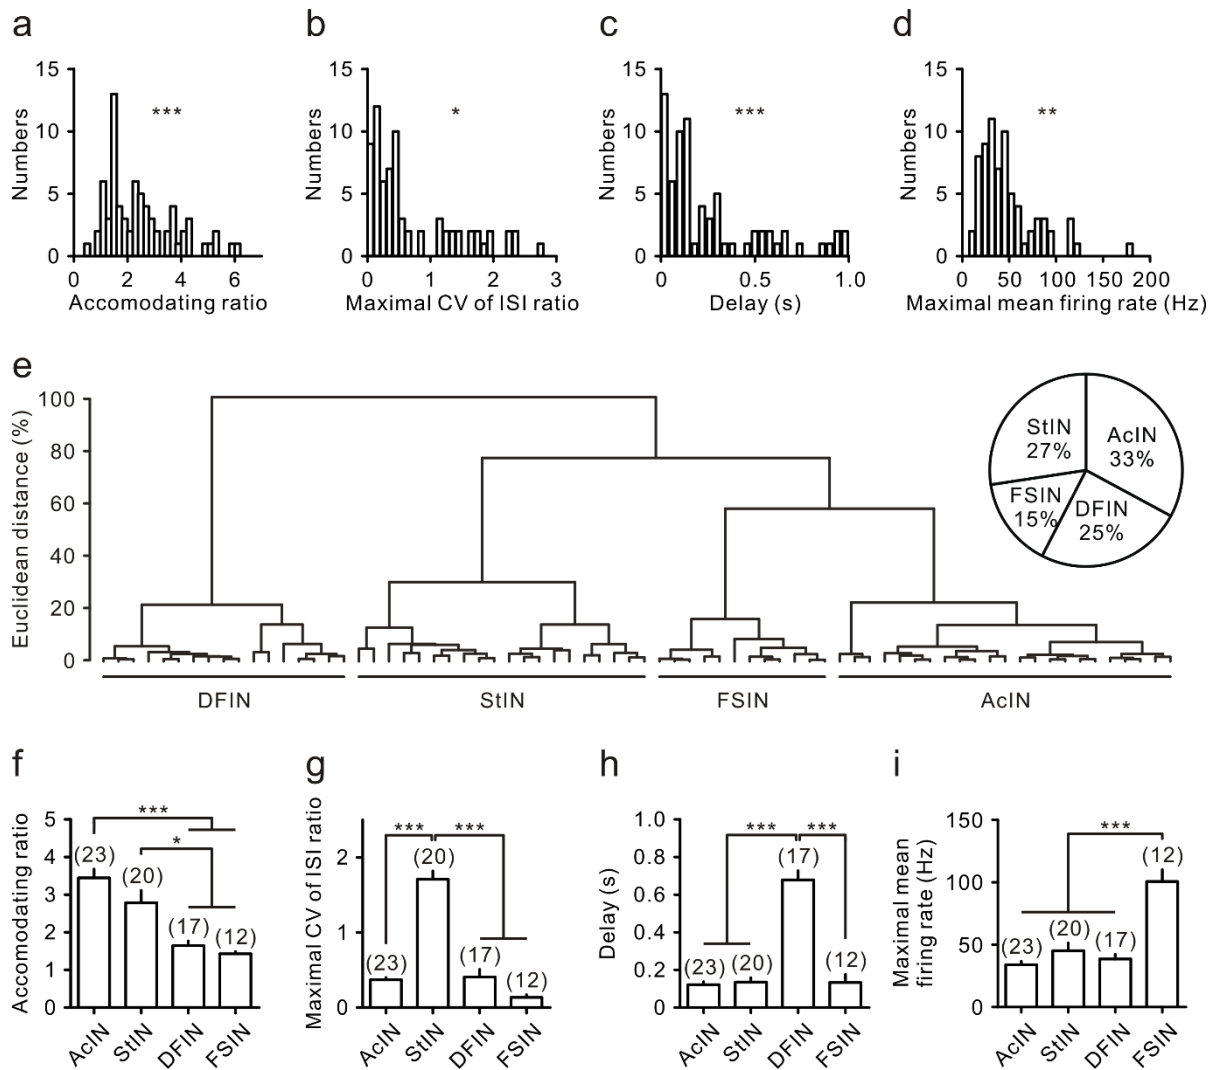 a
b
c
d
15
10
5
0
Numbers
***
0 2 4 6
Accomodating ratio
15
10
5
0
Numbers
*
0 1 2 3
Maximal CV of ISI ratio
15
10
5
0
Numbers
***
0 0.5 1.0
Delay (s)
15
10
5
0
Numbers
**
0 50 100 150 200
Maximal mean firing rate (Hz)
e
Euclidean distance (%)
100
80
60
40
20
0
DFIN
StIN
FSIN
AcIN
StIN
27%
AcIN
33%
FSIN
15%
DFIN
25%
f
Accomodating ratio
5
4
3
2
1
0
***
*
(23)
(20)
(17)
(12)
AcIN
StIN
DFIN
FSIN
g
Maximal CV of ISI ratio
2
1
0
***
***
(23)
(20)
(17)
(12)
AcIN
StIN
DFIN
FSIN
h
Delay (s)
1.0
0.8
0.6
0.4
0.2
0
***
***
(23)
(20)
(17)
(12)
AcIN
StIN
DFIN
FSIN
i
Maximal mean
firing rate (Hz)
150
100
50
0
***
(23)
(20)
(17)
(12)
AcIN
StIN
DFIN
FSIN